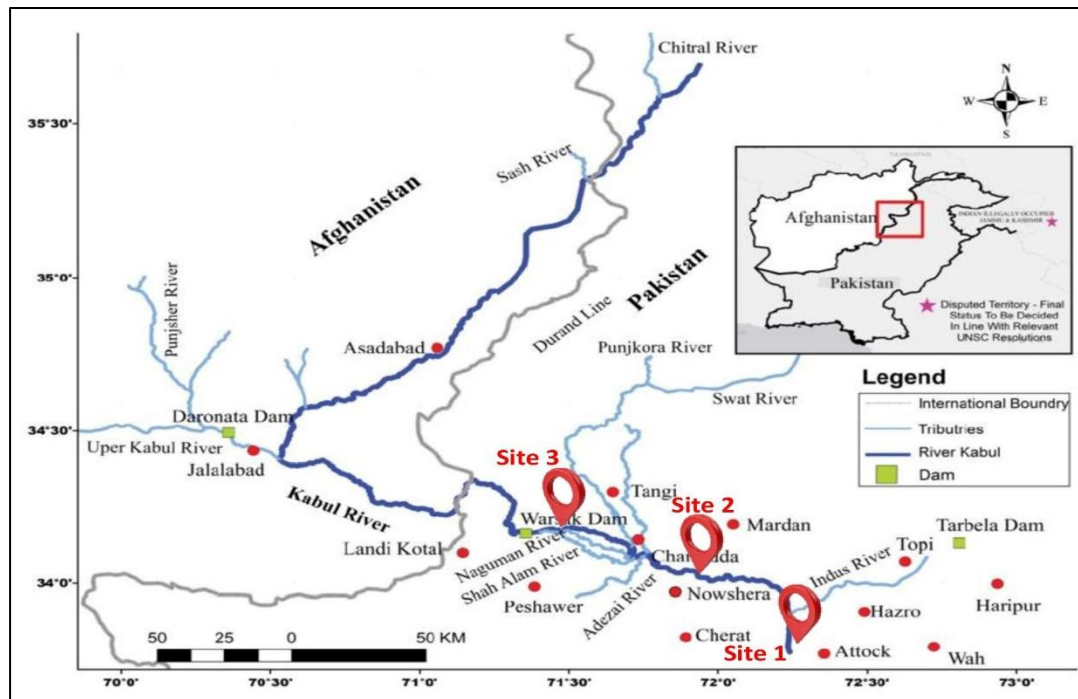 Chitral River
N
W
E
S
35°30'
Sash River
Afghanistan
Afghanistan
INDIAN ILLEGALLY OCCUPIED
JAMMU & KASHMIR
Pakistan
Disputed Territory - Final
Status To Be Decided
In Line With Relevant
UNSC Resolutions
35°0'
Pakistan
Durand Line
Punjsher River
Asadabad
Punjkora River
Swat River
Legend
International Boundry
Tributries
River Kabul
Dam
34°30'
Daronata Dam
Uper Kabul River
Jalalabad
Kabul River
Site 3
Tangi
Site 2
Mardan
Warsak Dam
Tarbela Dam
Landi Kotal
Naguman River
Shah Alam River
Indus River
Topi
34°0'
Peshawer
Adezai River
Nowshera
Hazro
Haripur
Cherat
Site 1
Attock
Wah
50
25
0
50 KM
70°0'
70°30'
71°0'
71°30'
72°0'
72°30'
73°0'